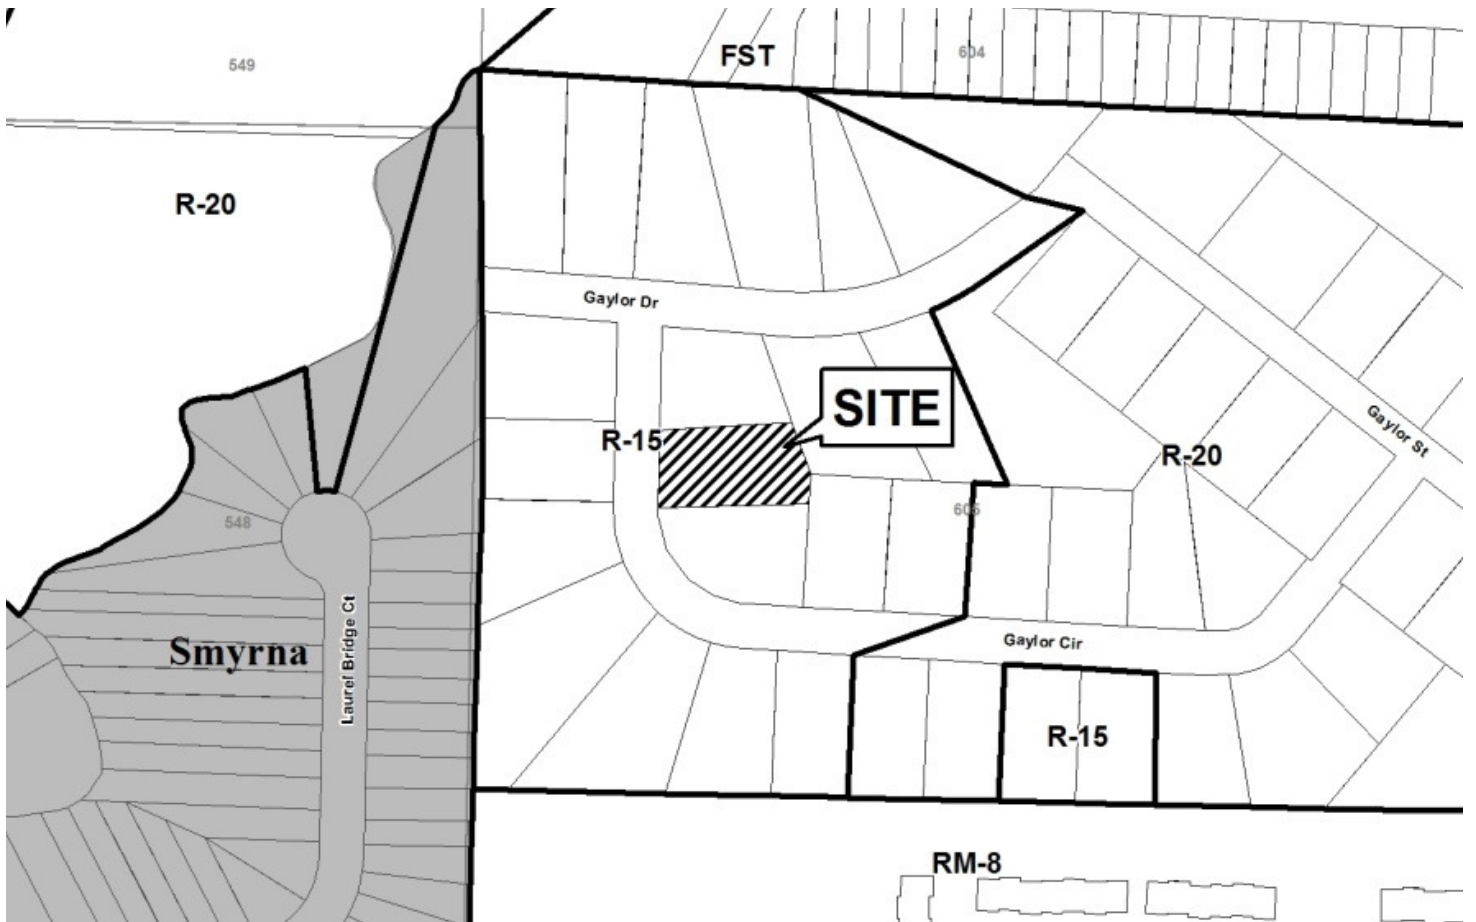 FST
604
549
R-20
Gaylor Dr
SITE
Gaylor St
R-15
R-20
605
548
Smyrna
Laurel Bridge Ct
Gaylor Cir
R-15
RM-8